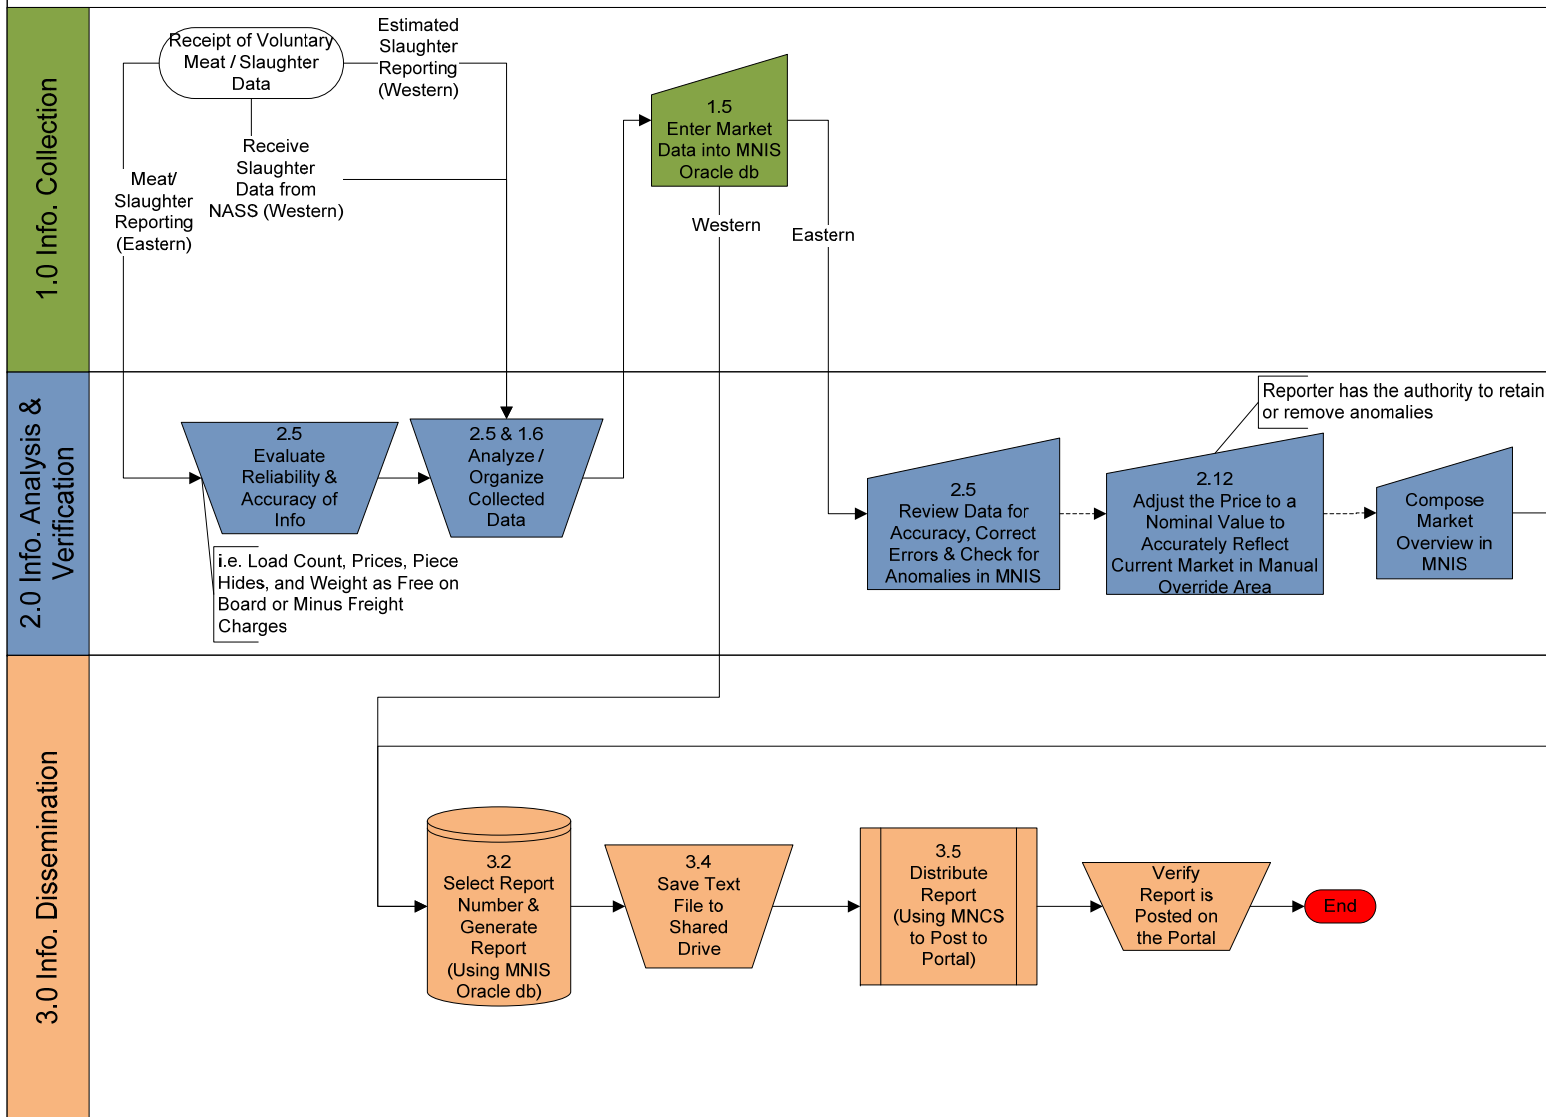 1.0 Info. Collection
Receipt of Voluntary
Meat / Slaughter
Data
Estimated
Slaughter
Reporting
(Western)
Meat/
Slaughter
Reporting
(Eastern)
Receive
Slaughter
Data from
NASS (Western)
1.5
Enter Market
Data into MNIS
Oracle db
Western
Eastern
2.0 Info. Analysis &
Verification
2.5
Evaluate
Reliability &
Accuracy of
Info
i.e. Load Count, Prices, Piece
Hides, and Weight as Free on
Board or Minus Freight
Charges
2.5 & 1.6
Analyze /
Organize
Collected
Data
2.5
Review Data for
Accuracy, Correct
Errors & Check for
Anomalies in MNIS
Reporter has the authority to retain
or remove anomalies
2.12
Adjust the Price to a
Nominal Value to
Accurately Reflect
Current Market in Manual
Override Area
Compose
Market
Overview in
MNIS
3.0 Info. Dissemination
3.2
Select Report
Number &
Generate
Report
(Using MNIS
Oracle db)
3.4
Save Text
File to
Shared
Drive
3.5
Distribute
Report
(Using MNCS
to Post to
Portal)
Verify
Report is
Posted on
the Portal
End